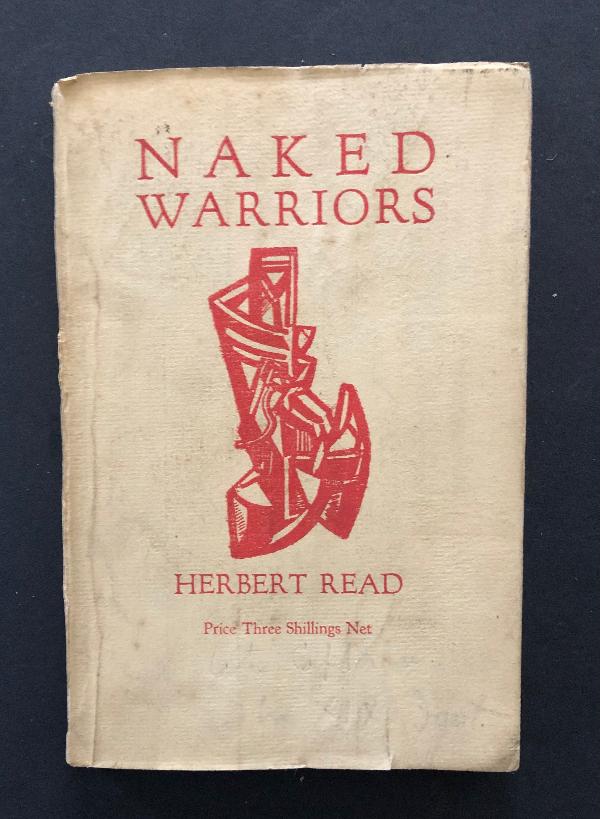 NAKED
WARRIORS
HERBERT READ
Price Three Shillings Net